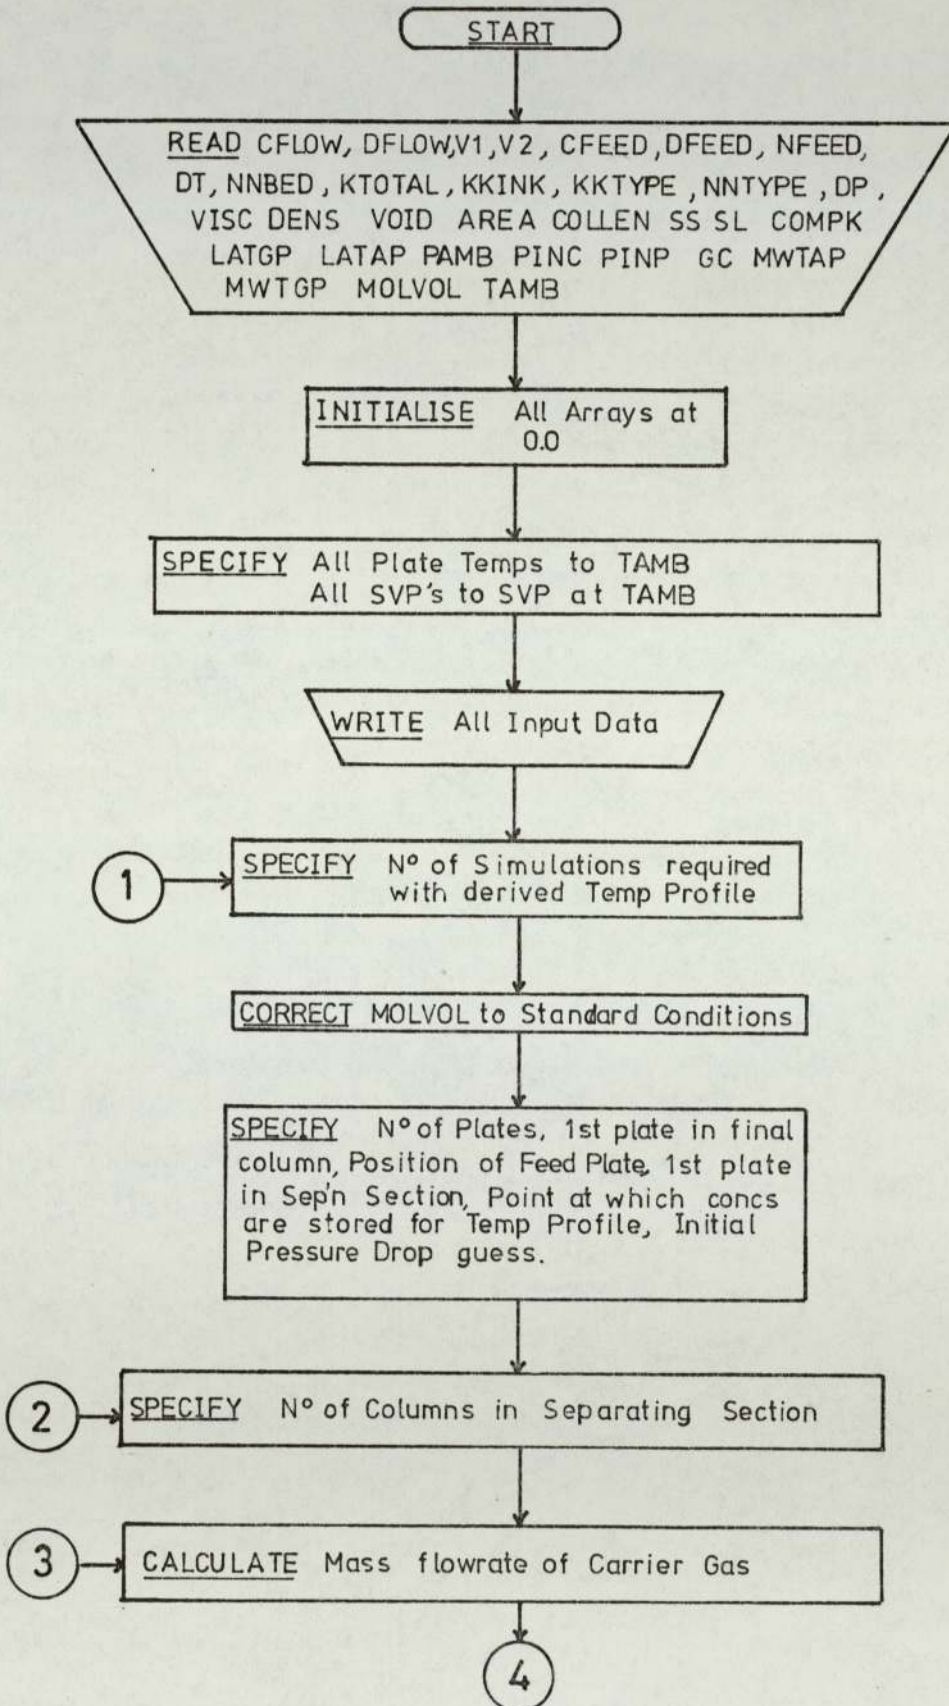 START
READ CFLOW, DFLOW,V1,V2, CFEED,DFEED, NFEED,
DT, NNBED, KTOTAL, KKINK, KKTYPE, NNTYPE, DP,
VISC DENS VOID AREA COLLEN SS SL COMPK
LATGP LATAP PAMB PINC PINP GC MWTAP
MWTGP MOLVOL TAMB
INITIALISE All Arrays at
0.0
SPECIFY All Plate Temps to TAMB
All SVP's to SVP at TAMB
WRITE All Input Data
1
SPECIFY Nº of Simulations required
with derived Temp Profile
CORRECT MOLVOL to Standard Conditions
SPECIFY Nº of Plates, 1st plate in final
column, Position of Feed Plate, 1st plate
in Sep'n Section, Point at which concs
are stored for Temp Profile, Initial
Pressure Drop guess.
2
SPECIFY Nº of Columns in Separating Section
3
CALCULATE Mass flowrate of Carrier Gas
4